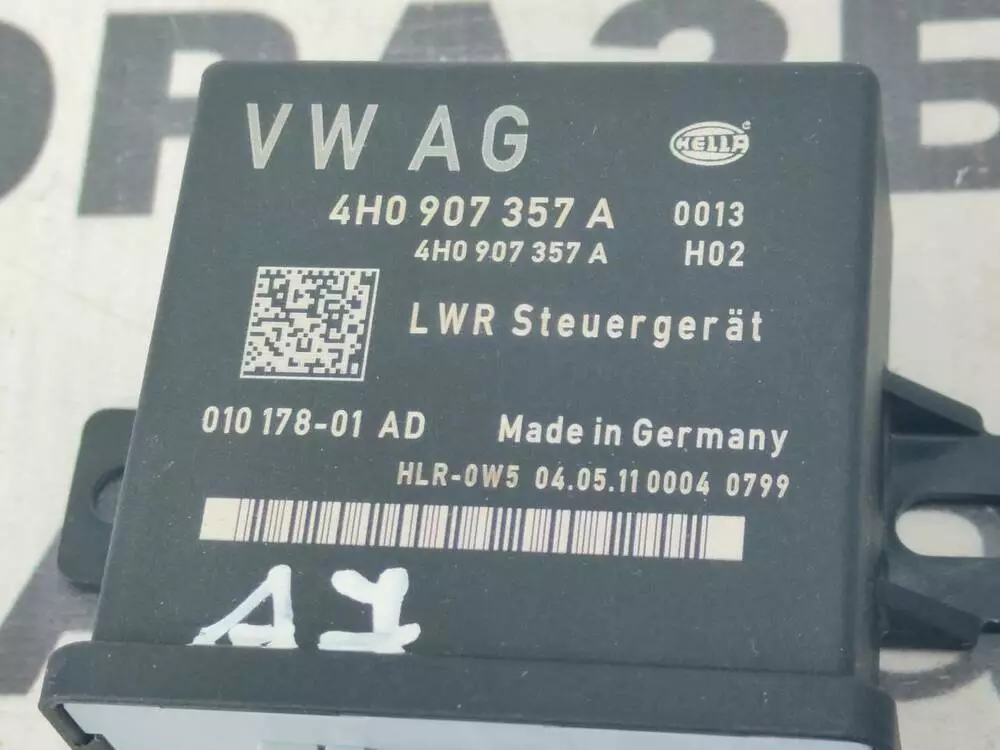 VW AG
HELLA
4H0 907 357 A 0013
4H0 907 357 A H02
LWR Steuergerät
010 178-01 AD Made in Germany
HLR-0W5 04.05.11 0004 0799
A7